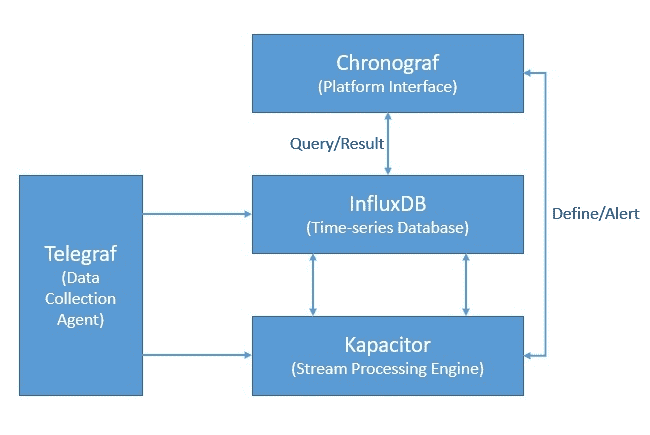 Chronograf
(Platform Interface)
Query/Result
InfluxDB
(Time-series Database)
Define/Alert
Telegraf
(Data
Collection
Agent)
Kapacitor
(Stream Processing Engine)